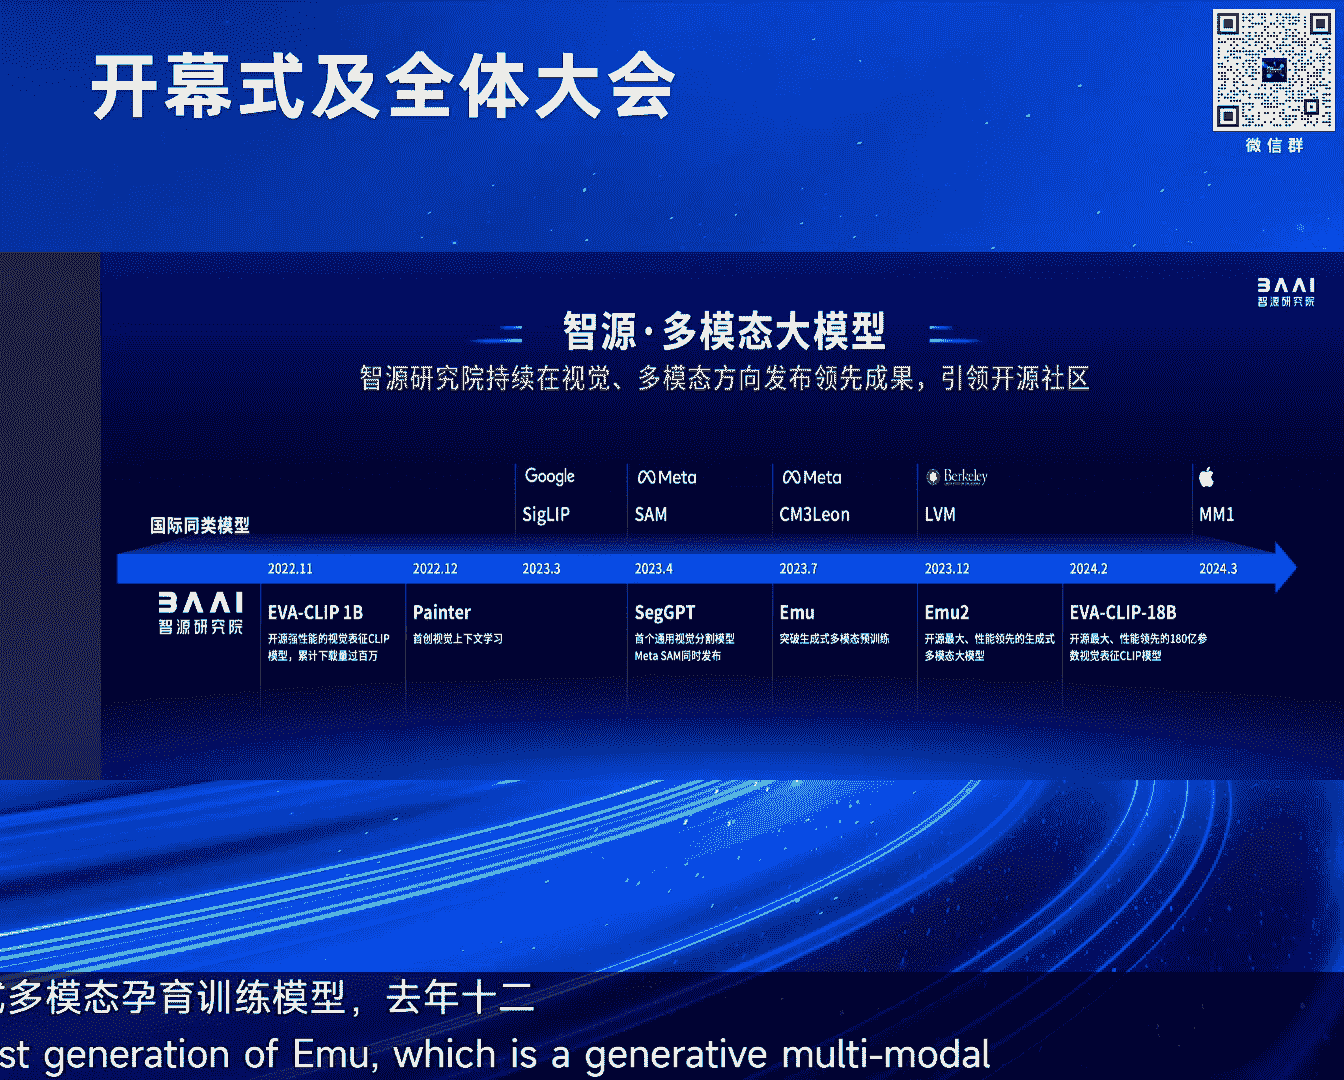 开幕式及全体大会
微信群
BAAI
智源研究院
智源·多模态大模型
智源研究院持续在视觉、多模态方向发布领先成果，引领开源社区
国际同类模型
Google
SigLIP
Meta
SAM
Meta
CM3Leon
Berkeley
LVM
MM1
2022.11
2022.12
2023.3
2023.4
2023.7
2023.12
2024.2
2024.3
BAAI
智源研究院
EVA-CLIP 1B
开源强性能的视觉表征CLIP
模型，累计下载量过百万
Painter
首创视觉上下文学习
SegGPT
首个通用视觉分割模型
Meta SAM同时发布
Emu
突破生成式多模态预训练
Emu2
开源最大、性能领先的生成式
多模态大模型
EVA-CLIP-18B
开源最大、性能领先的180亿参
数视觉表征CLIP模型
式多模态孕育训练模型，去年十二
st generation of Emu, which is a generative multi-modal